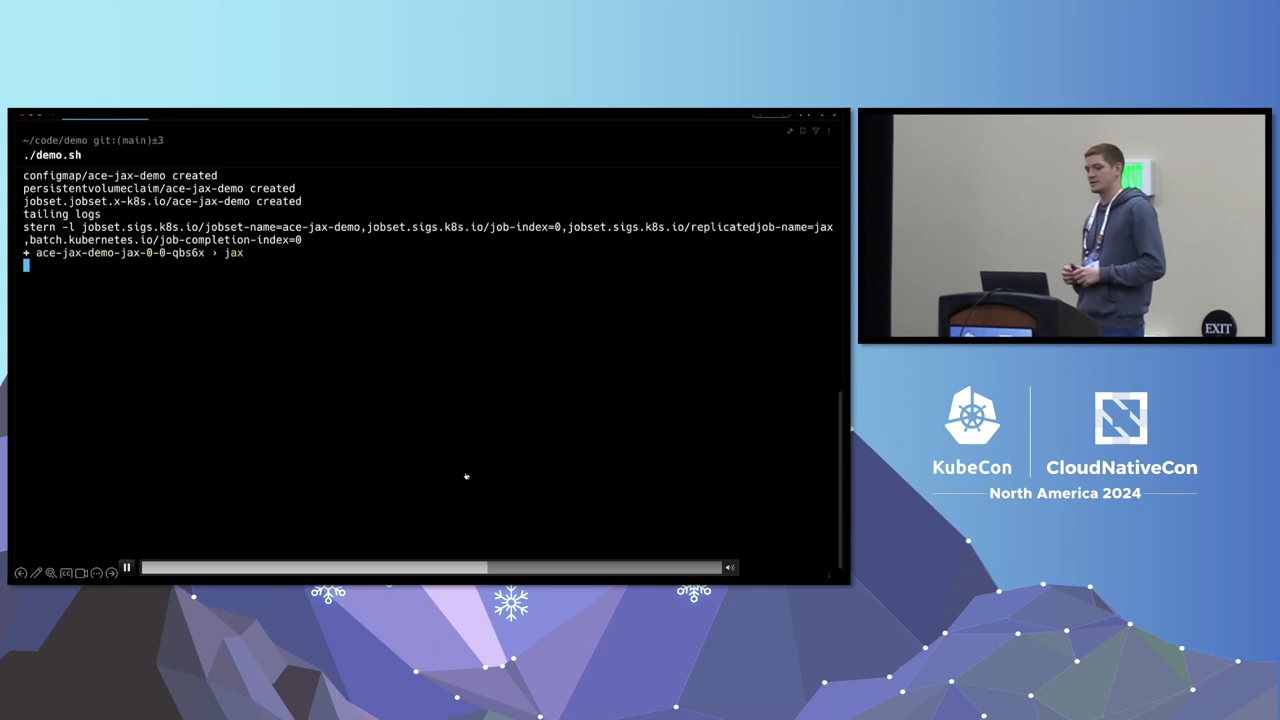 ~/code/demo git:(main)±3
./demo.sh
configmap/ace-jax-demo created
persistentvolumeclaim/ace-jax-demo created
jobset.jobset.x-k8s.io/ace-jax-demo created
tailing logs
stern -l jobset.sigs.k8s.io/jobset-name=ace-jax-demo,jobset.sigs.k8s.io/job-index=0,jobset.sigs.k8s.io/replicatedjob-name=jax
,batch.kubernetes.io/job-completion-index=0
+ ace-jax-demo-jax-0-0-qbs6x › jax
EXIT
KubeCon
CloudNativeCon
North America 2024